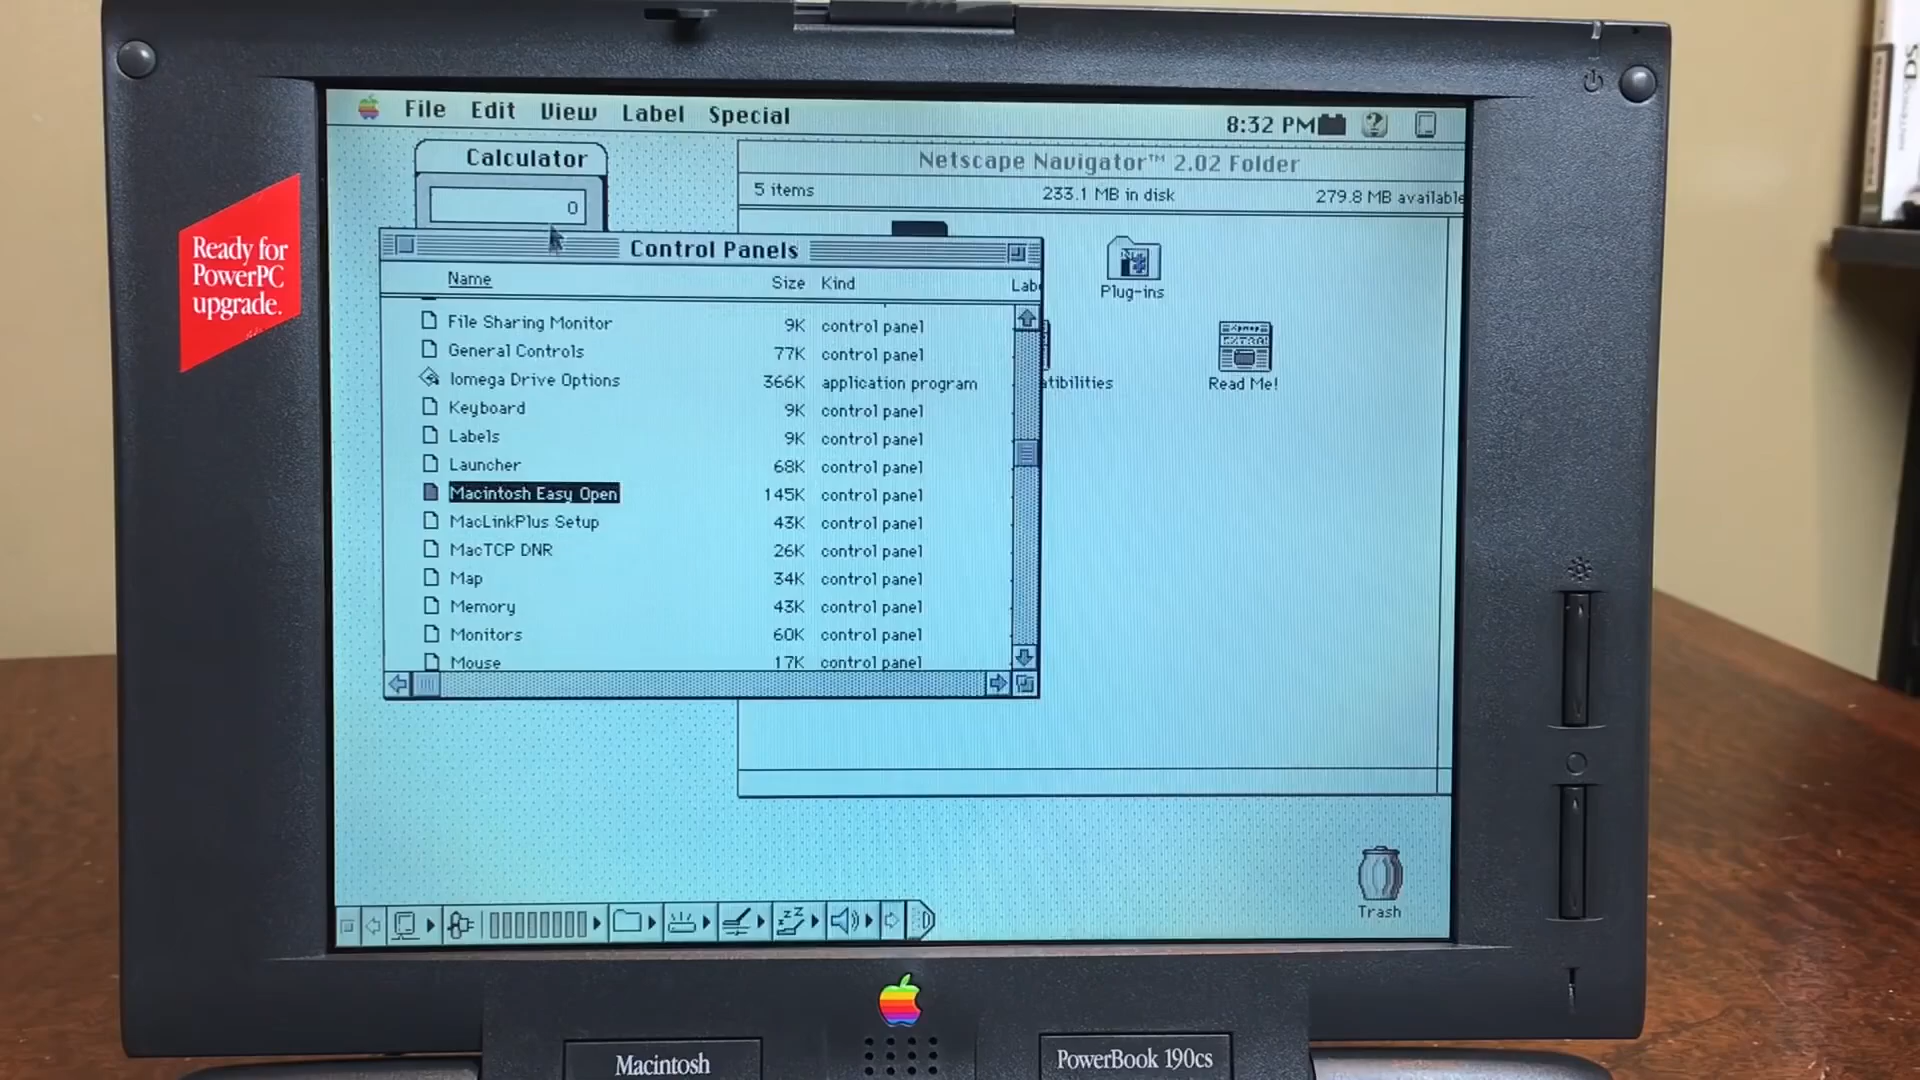 File Edit View Label Special 8:32 PM
Calculator
0
Netscape Navigator™ 2.02 Folder
5 items 233.1 MB in disk 279.8 MB available
Plug-ins
atibilities
Read Me!
Control Panels
Name Size Kind Lab
File Sharing Monitor 9K control panel
General Controls 77K control panel
Iomega Drive Options 366K application program
Keyboard 9K control panel
Labels 9K control panel
Launcher 68K control panel
Macintosh Easy Open 145K control panel
MacLinkPlus Setup 43K control panel
MacTCP DNR 26K control panel
Map 34K control panel
Memory 43K control panel
Monitors 60K control panel
Mouse 17K control panel
Trash
Ready for
PowerPC
upgrade.
Macintosh
PowerBook 190cs